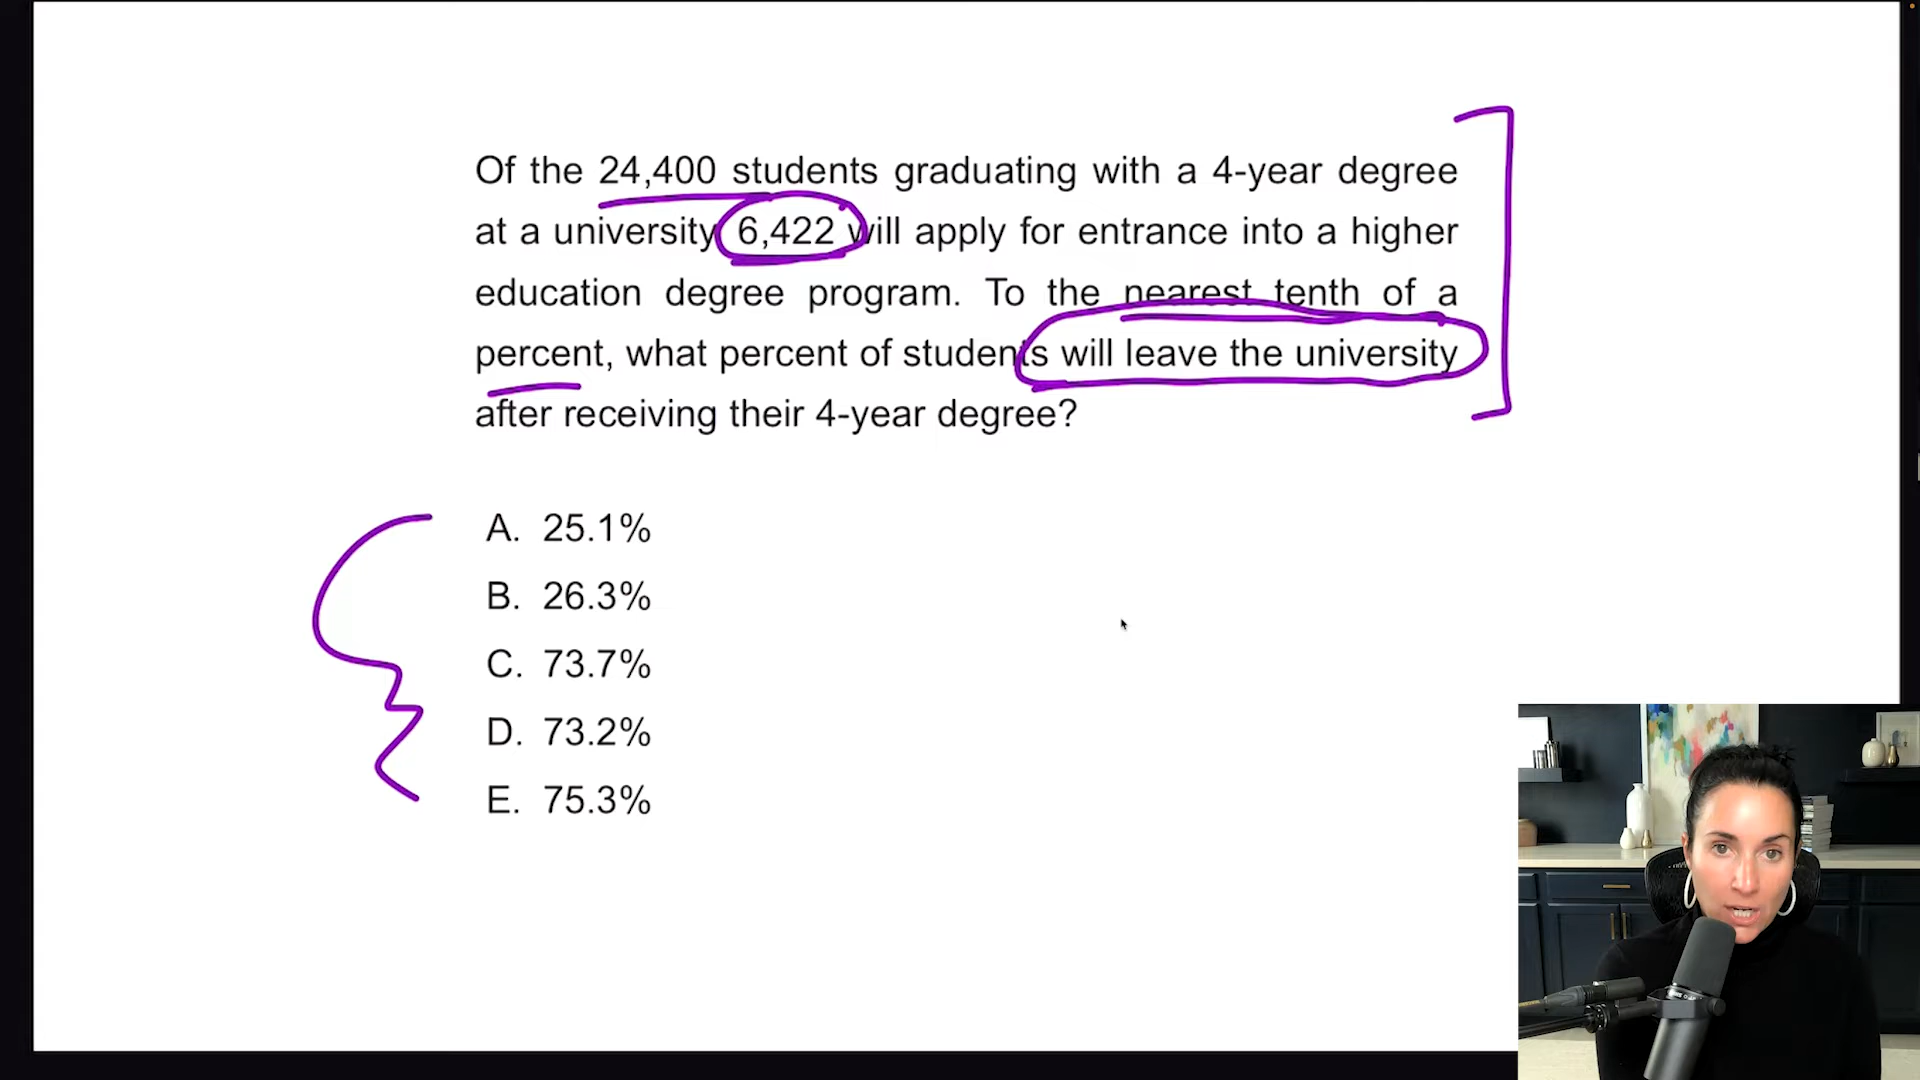 Of the 24,400 students graduating with a 4-year degree
at a university 6,422 will apply for entrance into a higher
education degree program. To the nearest tenth of a
percent, what percent of students will leave the university
after receiving their 4-year degree?
A. 25.1%
B. 26.3%
C. 73.7%
D. 73.2%
E. 75.3%